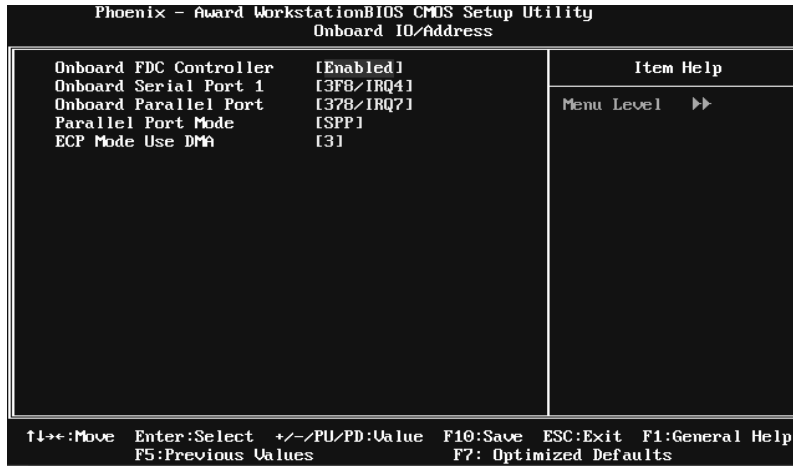 Phoenix - Award WorkstationBIOS CMOS Setup Utility
Onboard IO/Address
Onboard FDC Controller [Enabled]
Onboard Serial Port 1 [3F8/IRQ4]
Onboard Parallel Port [378/IRQ7]
Parallel Port Mode [SPP]
ECP Mode Use DMA [3]
Item Help
Menu Level ▶▶
↑↓→←:Move Enter:Select +/-/PU/PD:Value F10:Save ESC:Exit F1:General Help
F5:Previous Values F7: Optimized Defaults